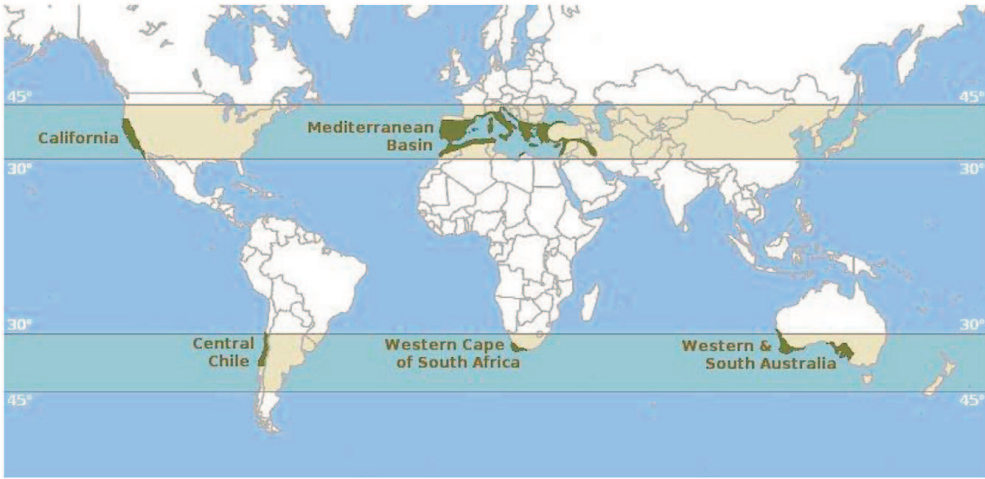 45°
45°
California
Mediterranean
Basin
30°
30°
30°
30°
Central
Chile
Western Cape
of South Africa
Western &
South Australia
45°
45°